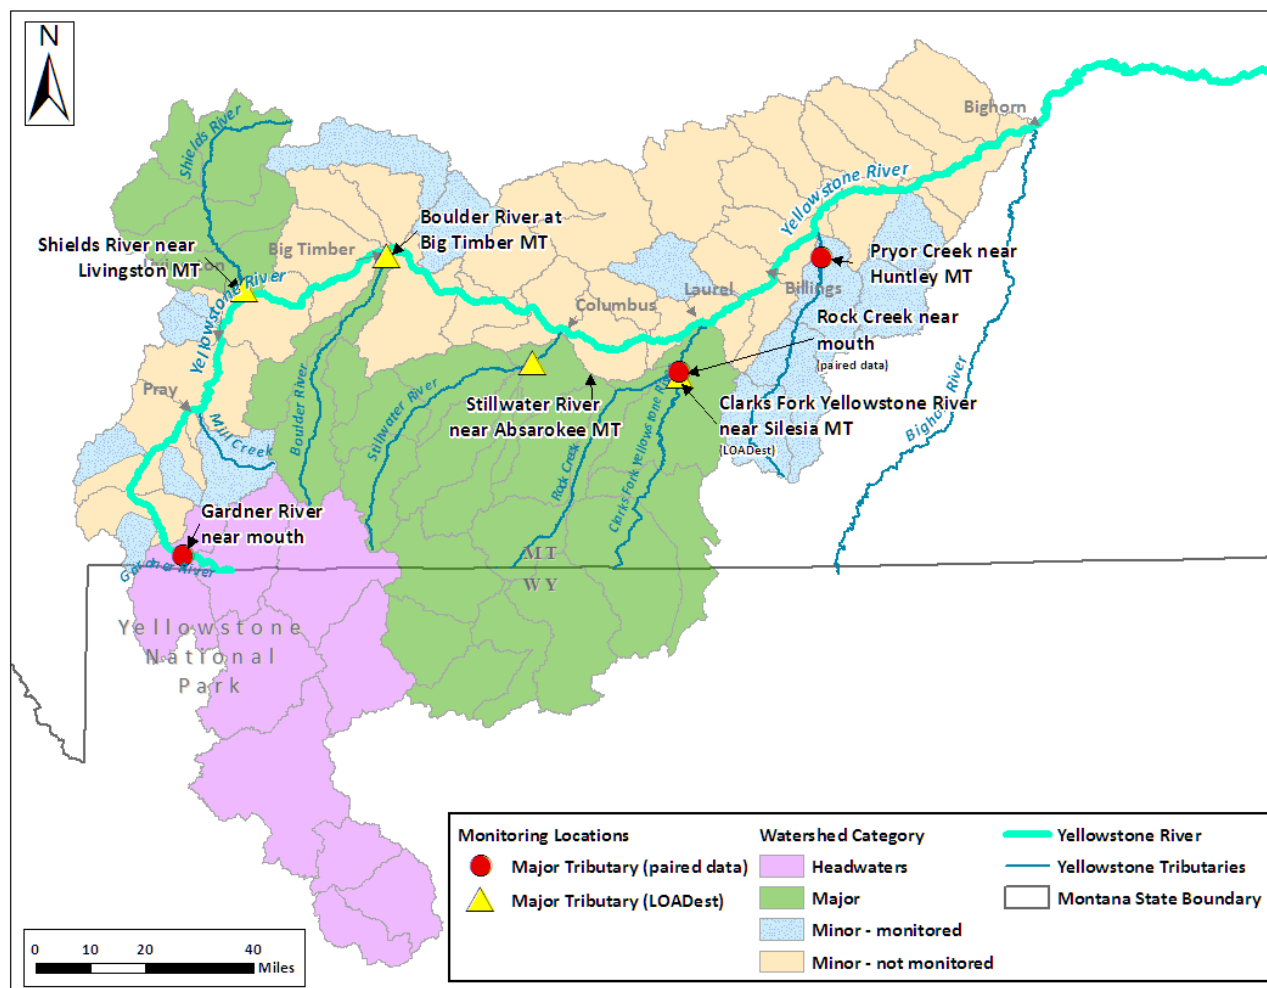 N
Bighorn
Shields River
Yellowstone River
Boulder River at
Big Timber MT
Shields River near
Livingston MT
Big Timber
Yellowstone River
Pryor Creek near
Huntley MT
Laurel
Billings
Columbus
Rock Creek near
mouth
(paired data)
Pray
Mill Creek
Boulder River
Stillwater River
Stillwater River
near Absarokee MT
Clarks Fork Yellowstone River
near Silesia MT
(LOADest)
Bighorn River
Rock Creek
Clarks Fork Yellowstone River
Gardner River
near mouth
Gardner River
MT
WY
Yellowstone
National
Park
Monitoring Locations
Major Tributary (paired data)
Major Tributary (LOADest)
Watershed Category
Headwaters
Major
Minor - monitored
Minor - not monitored
Yellowstone River
Yellowstone Tributaries
Montana State Boundary
0 10 20 40
Miles